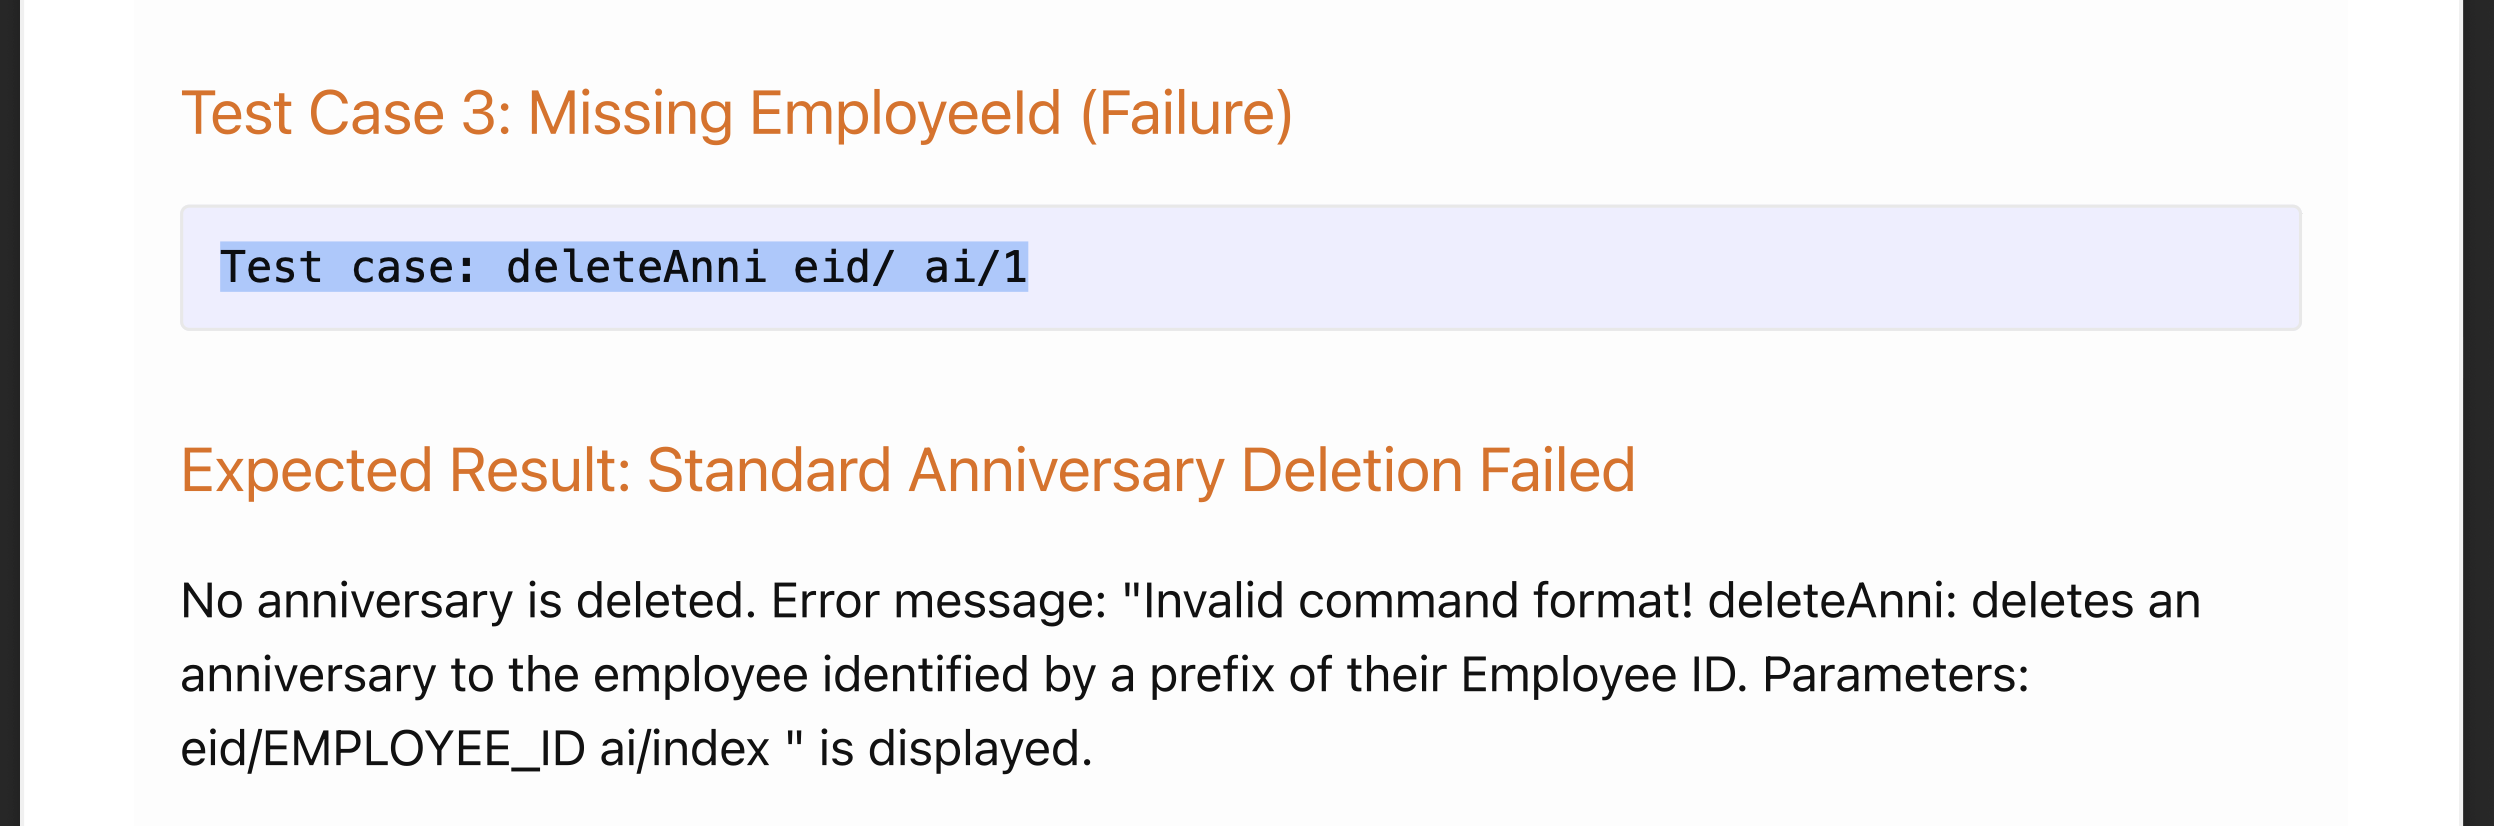 Test Case 3: Missing EmployeeId (Failure)
Test case: deleteAnni eid/ ai/1
Expected Result: Standard Anniversary Deletion Failed
No anniversary is deleted. Error message: "Invalid command format! deleteAnni: deletes an
anniversary to the employee identified by a prefix of their Employee ID. Parameters:
eid/EMPLOYEE_ID ai/index " is displayed.